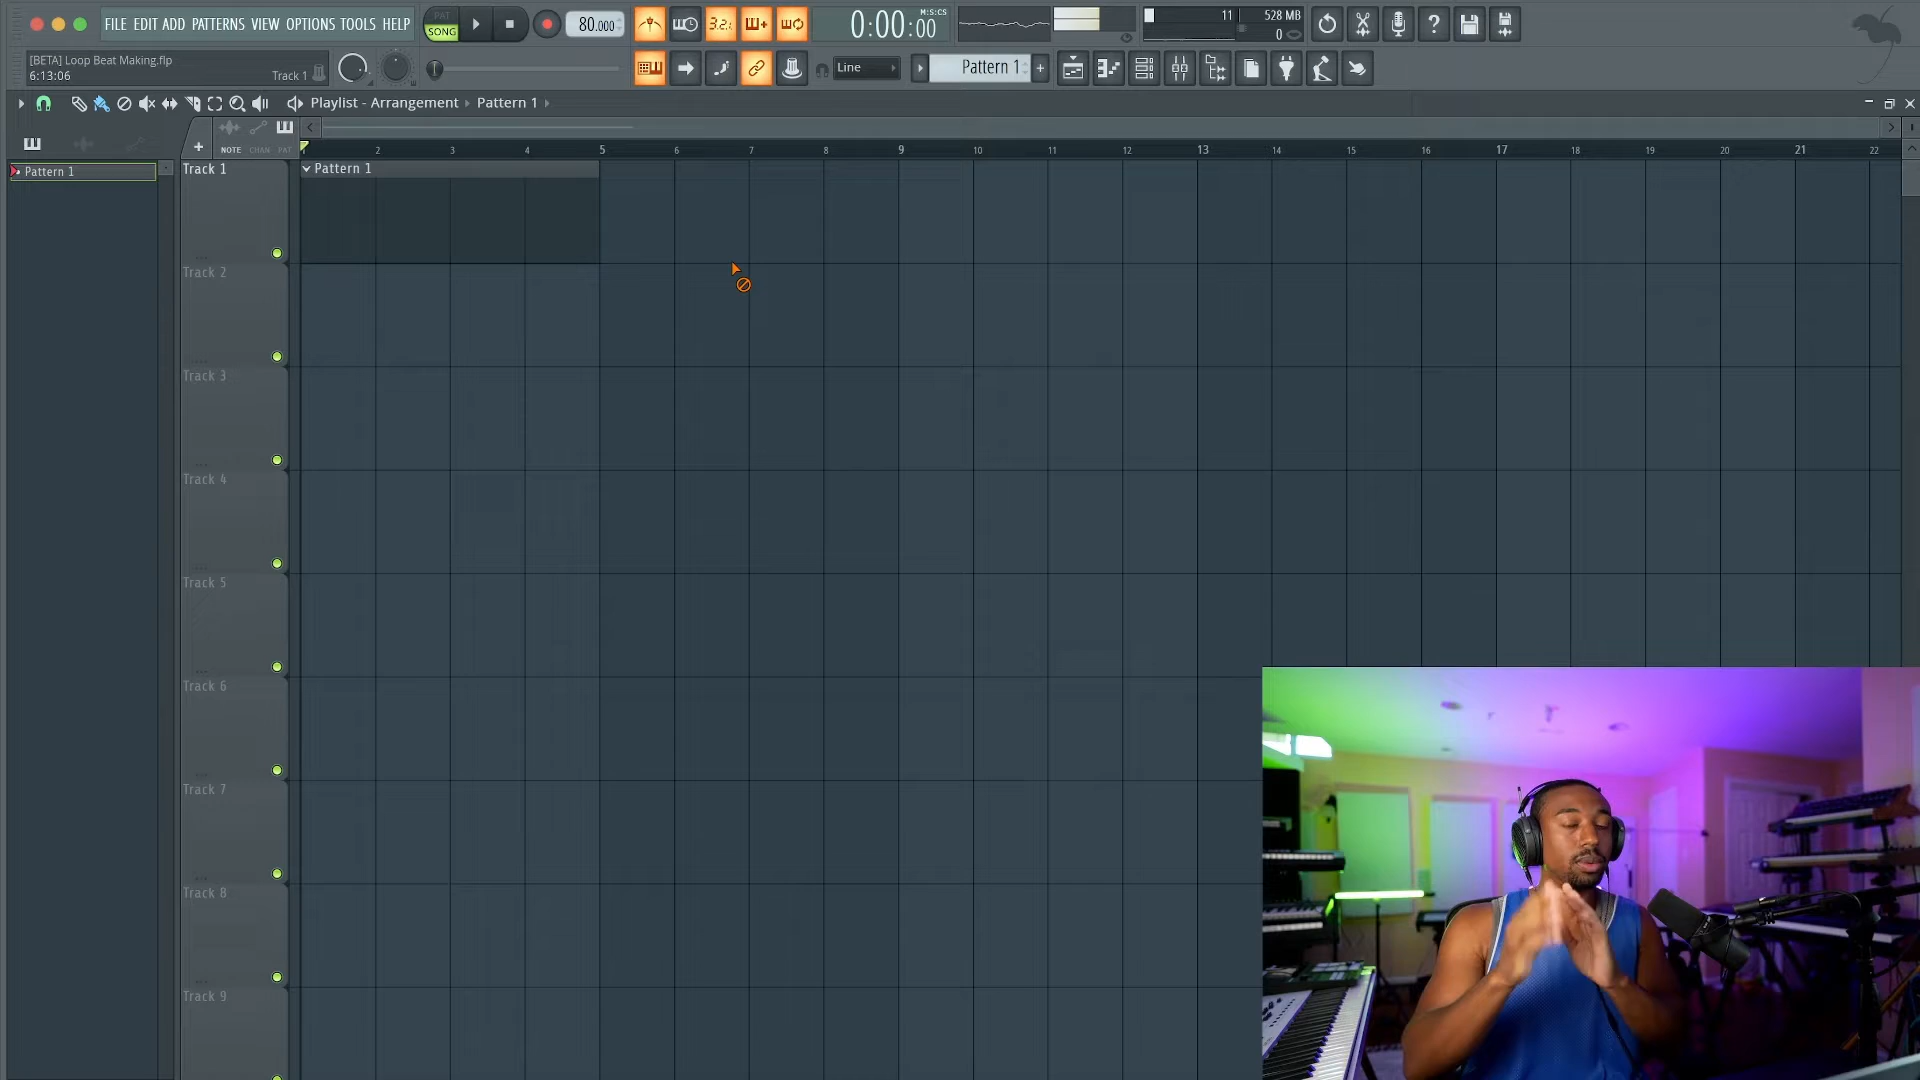 FILE EDIT ADD PATTERNS VIEW OPTIONS TOOLS HELP
PAT
SONG
80.000
3.2.
0:00:00
M:S:CS
11
528 MB
0
[BETA] Loop Beat Making.flp
6:13:06
Track 1
Line
Pattern 1
Playlist - Arrangement
Pattern 1
NOTE CHAN PAT
1 2 3 4 5 6 7 8 9 10 11 12 13 14 15 16 17 18 19 20 21 22
Pattern 1
Track 1
Pattern 1
Track 2
Track 3
Track 4
Track 5
Track 6
Track 7
Track 8
Track 9